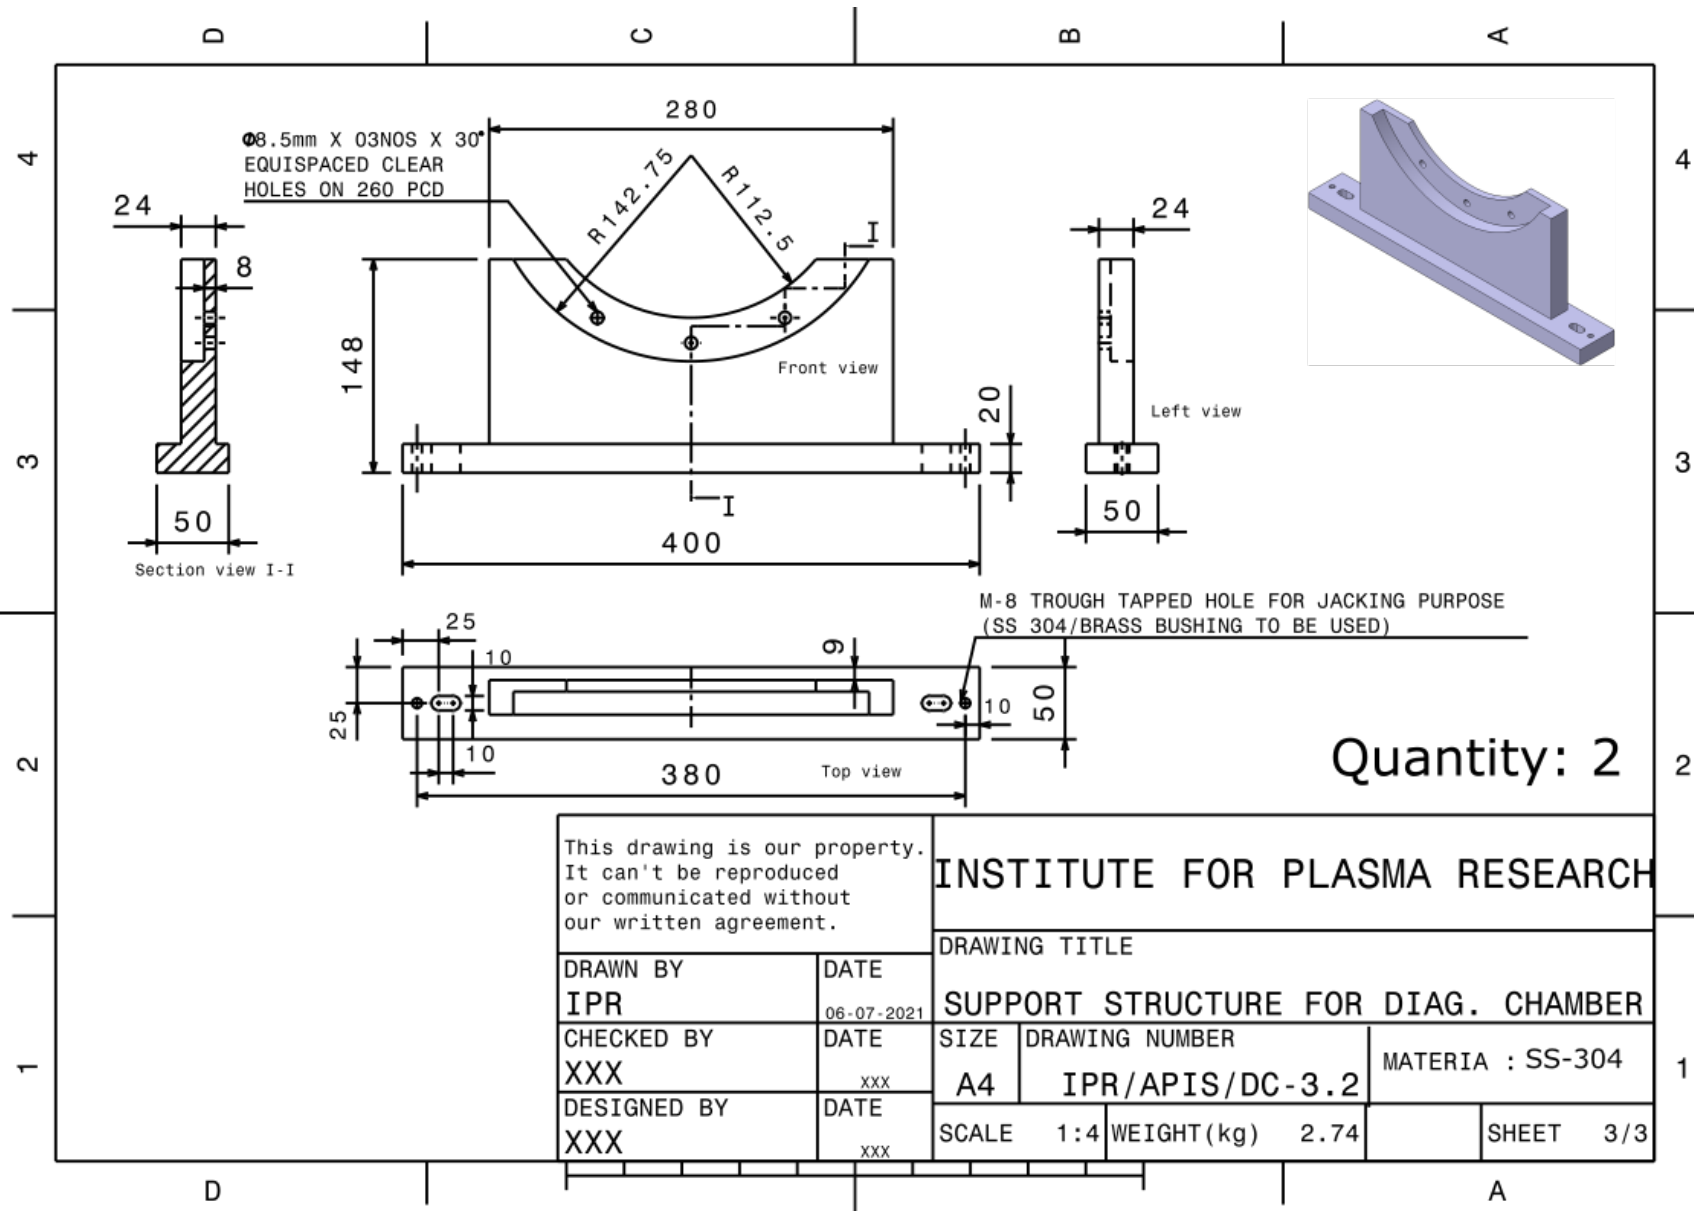 D C B A
4 4
3 3
2 2
1 1
D A
Φ8.5mm X 03NOS X 30°
EQUISPACED CLEAR
HOLES ON 260 PCD
280
R142.75
R112.5
I
I
148
20
400
Front view
24
8
50
Section view I-I
24
50
Left view
M-8 TROUGH TAPPED HOLE FOR JACKING PURPOSE
(SS 304/BRASS BUSHING TO BE USED)
25
10
9
25
10
10
50
380
Top view
Quantity: 2
This drawing is our property.
It can't be reproduced
or communicated without
our written agreement.
INSTITUTE FOR PLASMA RESEARCH
DRAWING TITLE
SUPPORT STRUCTURE FOR DIAG. CHAMBER
DRAWN BY
IPR
DATE
06-07-2021
CHECKED BY
XXX
DATE
XXX
DESIGNED BY
XXX
DATE
XXX
SIZE
A4
DRAWING NUMBER
IPR/APIS/DC-3.2
MATERIA : SS-304
SCALE 1:4
WEIGHT(kg) 2.74
SHEET 3/3